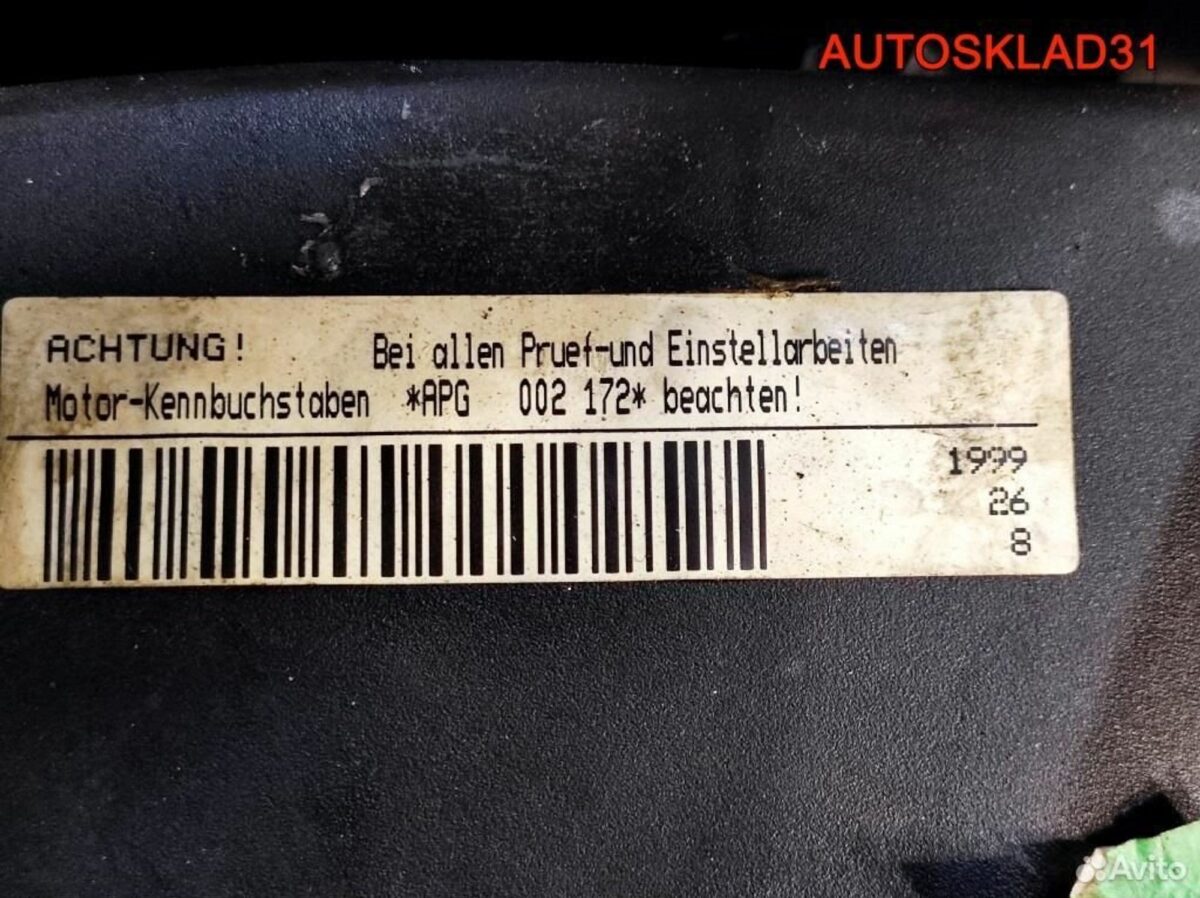 AUTOSKLAD31
ACHTUNG! Bei allen Pruef-und Einstellarbeiten
Motor-Kennbuchstaben *APG 002 172* beachten!
1999
26
8
Avito